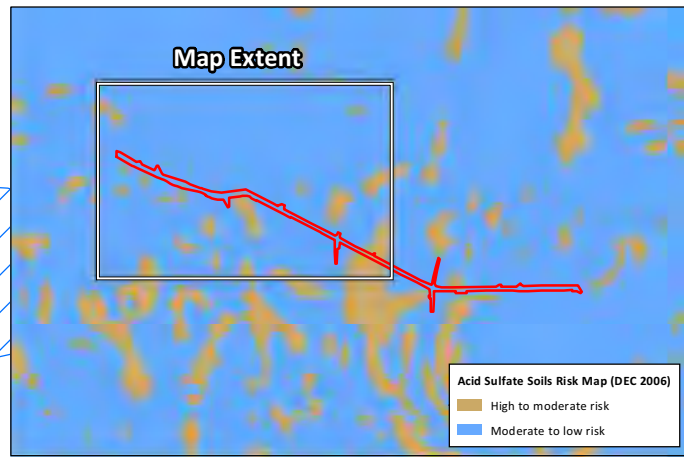 Map Extent
Acid Sulfate Soils Risk Map (DEC 2006)
High to moderate risk
Moderate to low risk